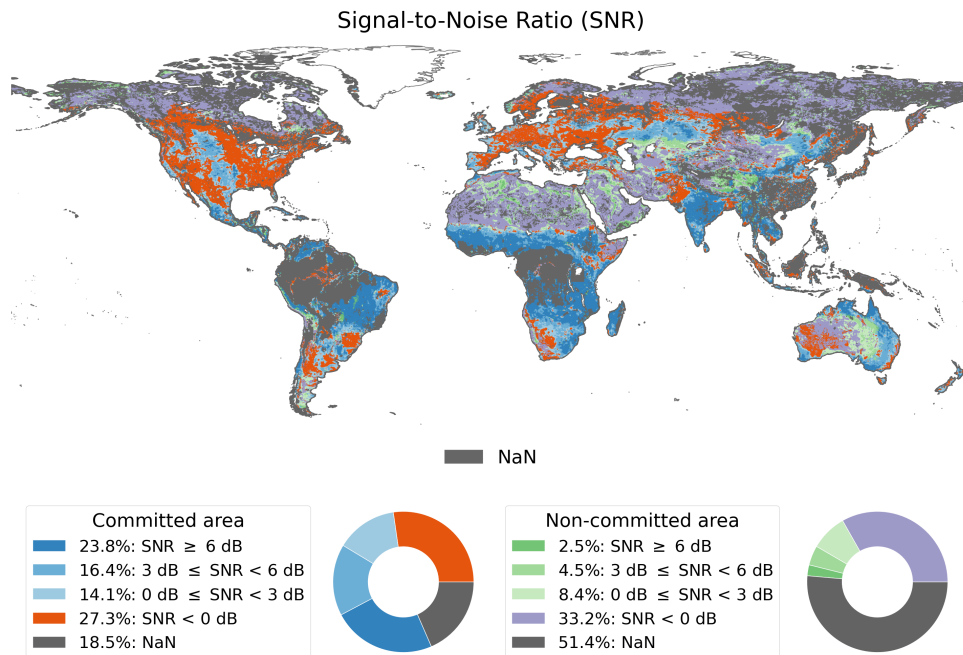 Signal-to-Noise Ratio (SNR)
NaN
Committed area
23.8%: SNR ≥ 6 dB
16.4%: 3 dB ≤ SNR < 6 dB
14.1%: 0 dB ≤ SNR < 3 dB
27.3%: SNR < 0 dB
18.5%: NaN
Non-committed area
2.5%: SNR ≥ 6 dB
4.5%: 3 dB ≤ SNR < 6 dB
8.4%: 0 dB ≤ SNR < 3 dB
33.2%: SNR < 0 dB
51.4%: NaN